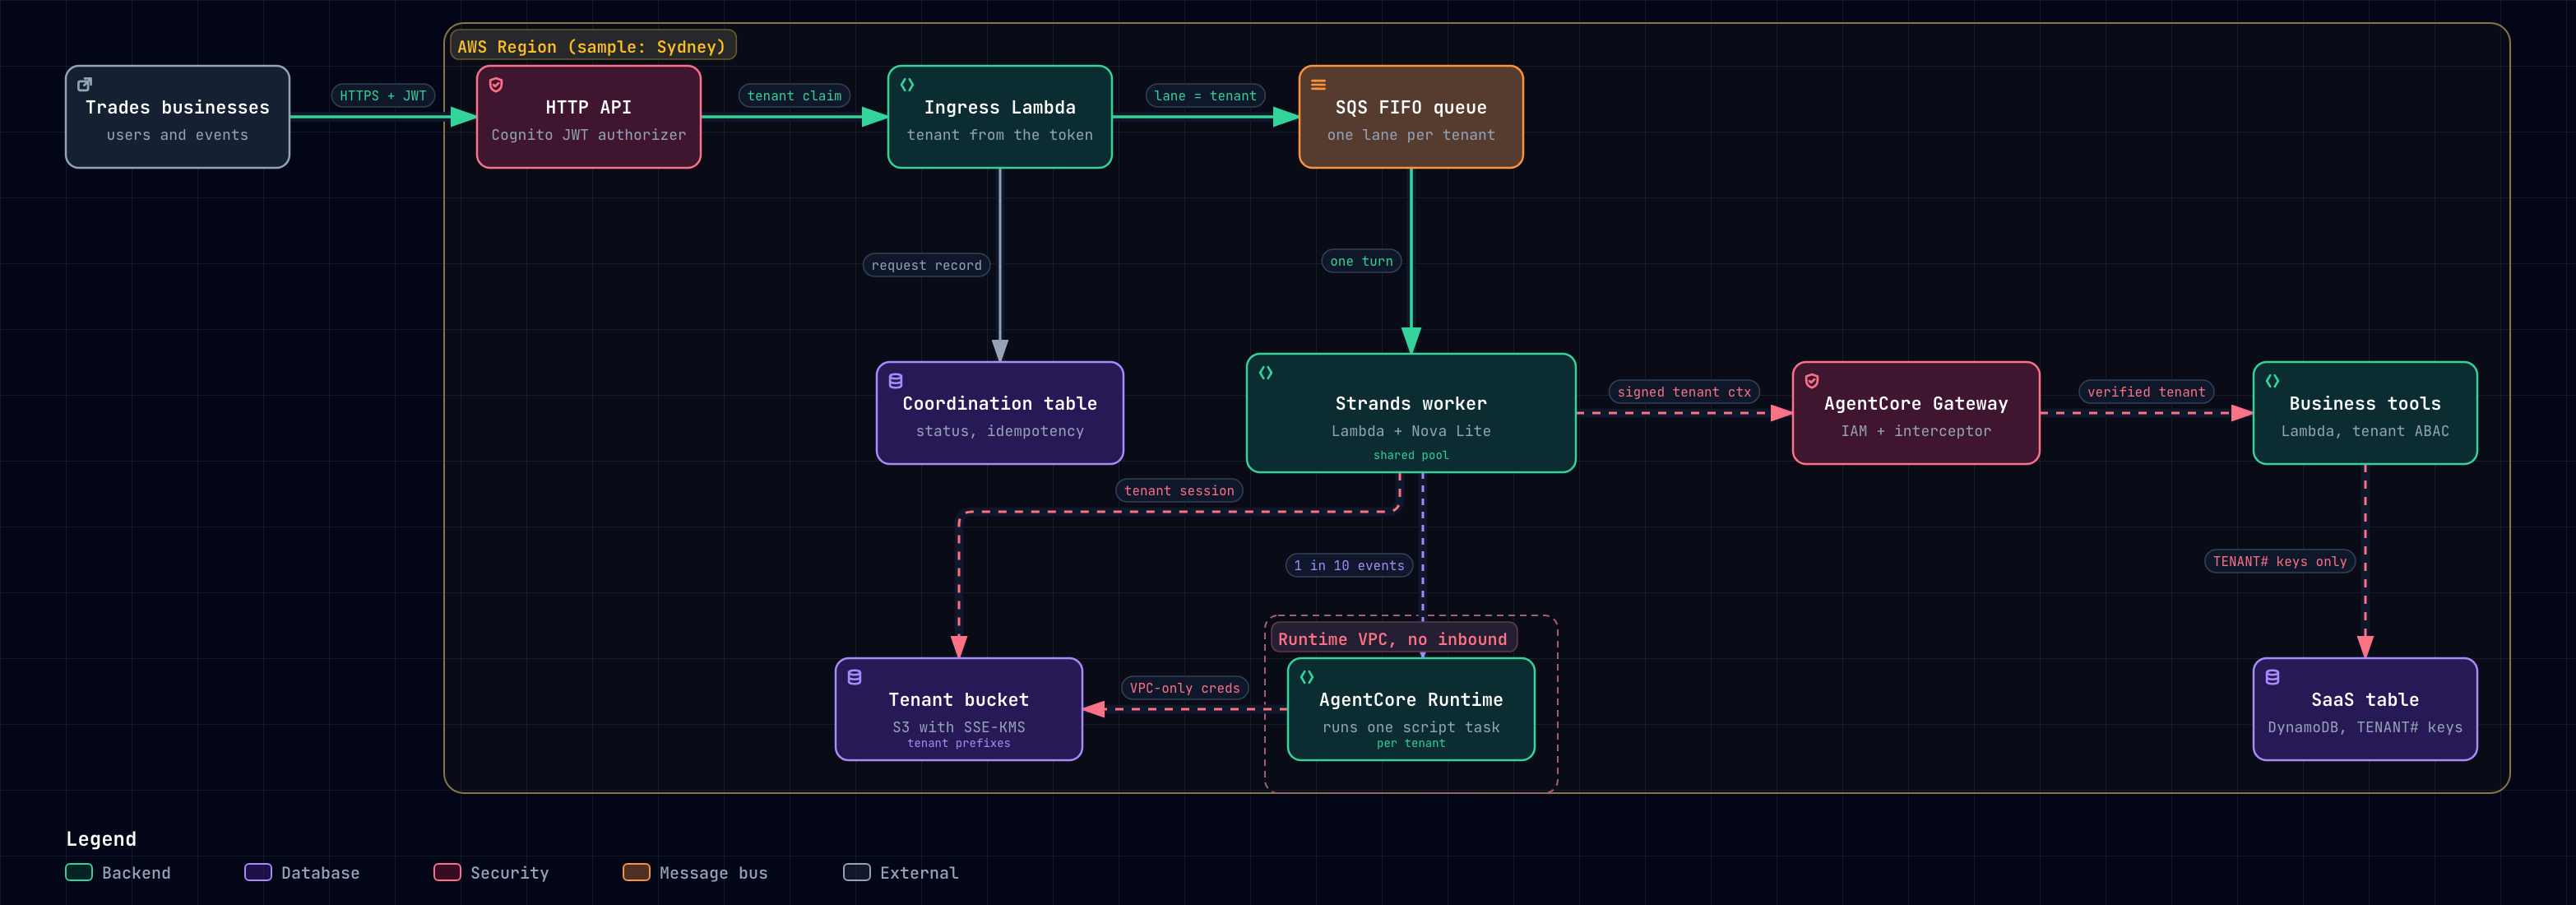 AWS Region (sample: Sydney)
Trades businesses
users and events
HTTPS + JWT
HTTP API
Cognito JWT authorizer
tenant claim
Ingress Lambda
tenant from the token
lane = tenant
SQS FIFO queue
one lane per tenant
request record
one turn
Coordination table
status, idempotency
Strands worker
Lambda + Nova Lite
shared pool
signed tenant ctx
AgentCore Gateway
IAM + interceptor
verified tenant
Business tools
Lambda, tenant ABAC
tenant session
1 in 10 events
TENANT# keys only
Runtime VPC, no inbound
Tenant bucket
S3 with SSE-KMS
tenant prefixes
VPC-only creds
AgentCore Runtime
runs one script task
per tenant
SaaS table
DynamoDB, TENANT# keys
Legend
Backend
Database
Security
Message bus
External